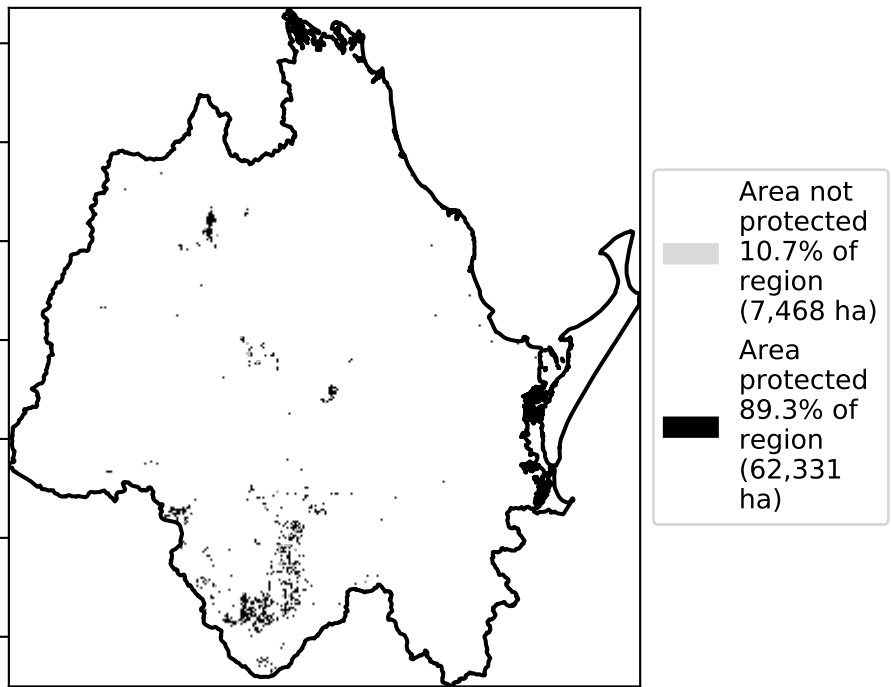 Area not
protected
10.7% of
region
(7,468 ha)
Area
protected
89.3% of
region
(62,331
ha)